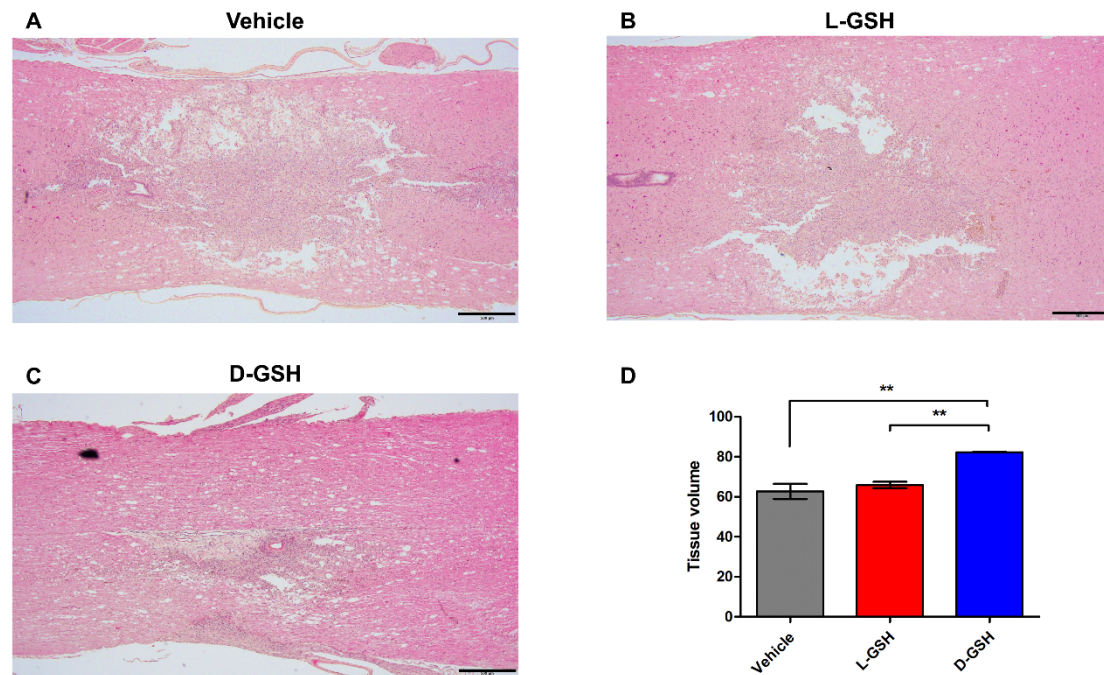 A
Vehicle
B
L-GSH
C
D-GSH
D
**
**
100
80
60
40
20
0
Tissue volume
Vehicle
L-GSH
D-GSH